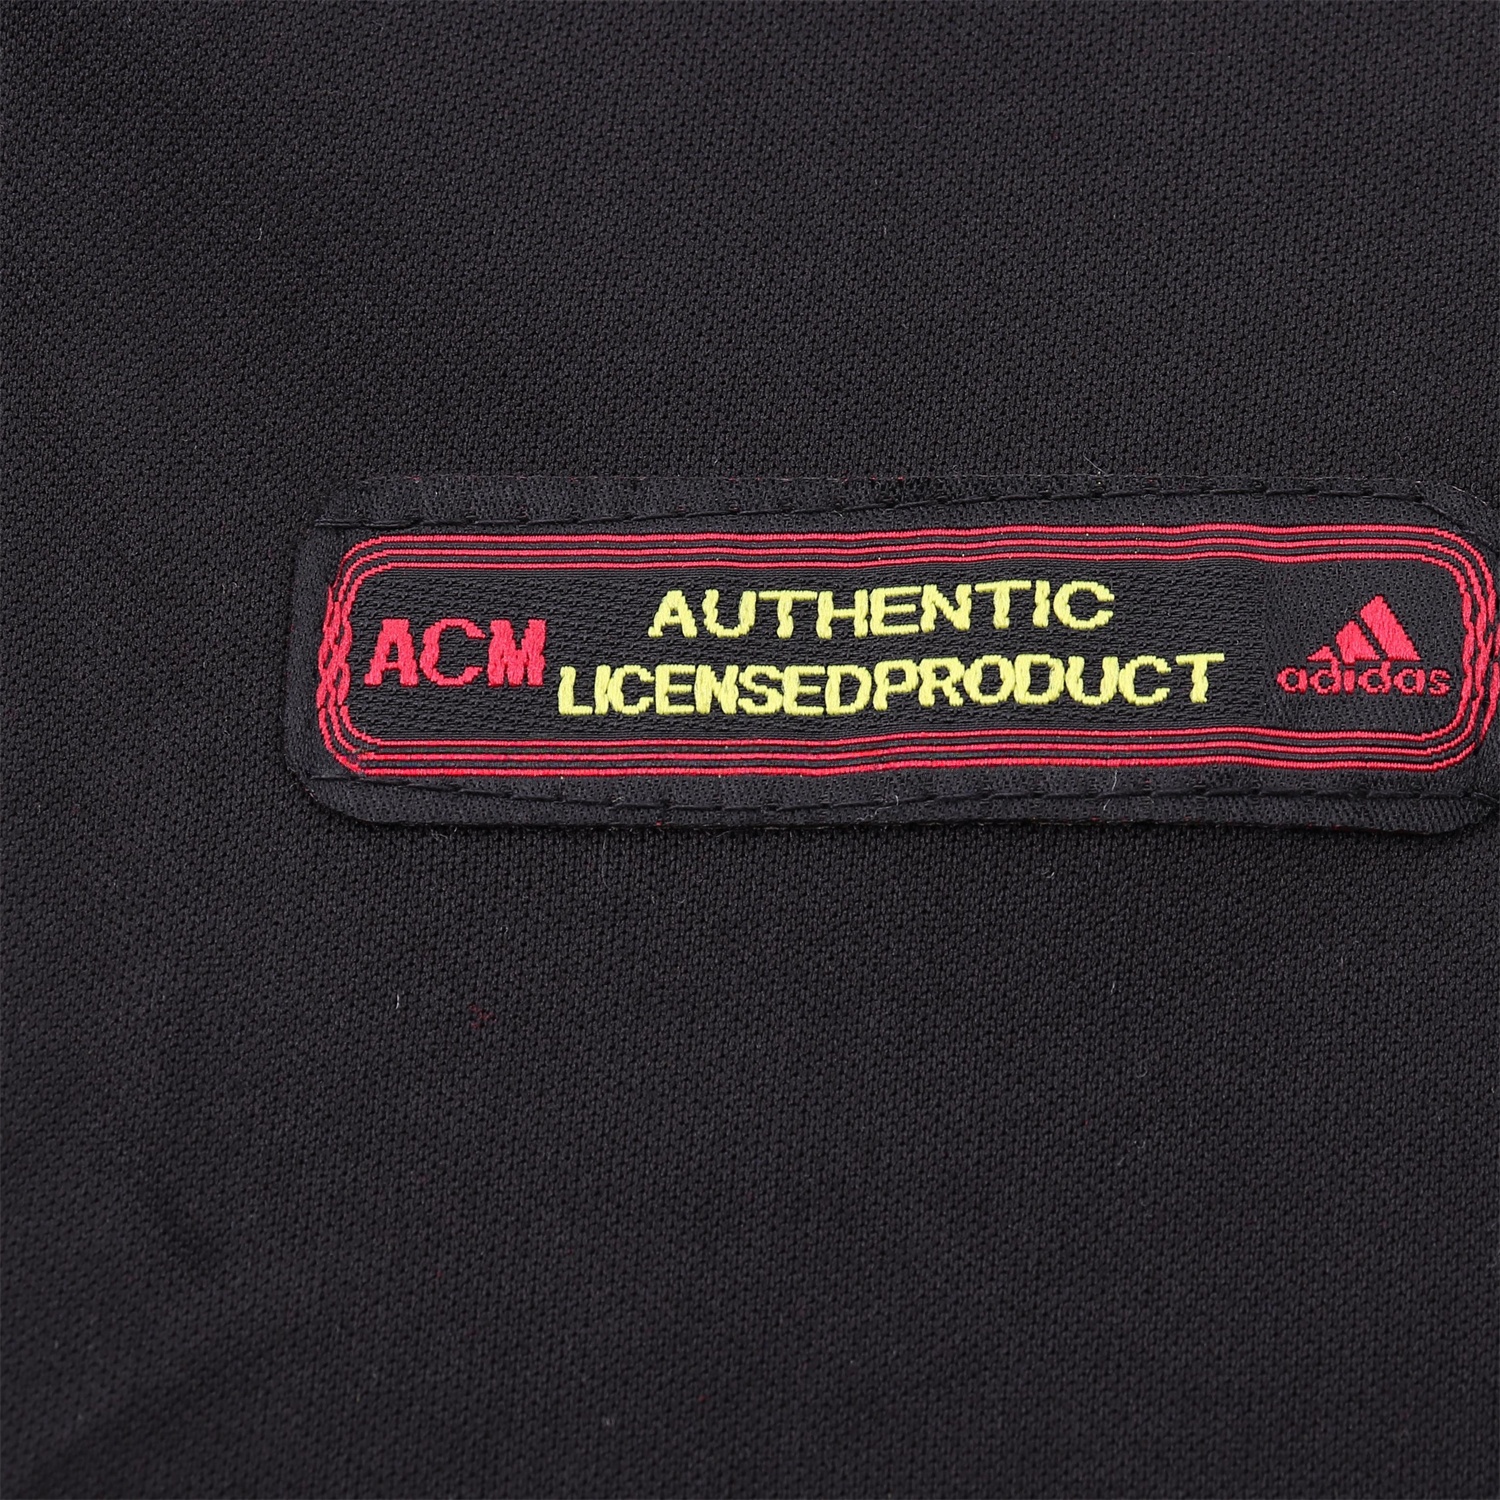 ACM
AUTHENTIC
LICENSEDPRODUCT
adidas